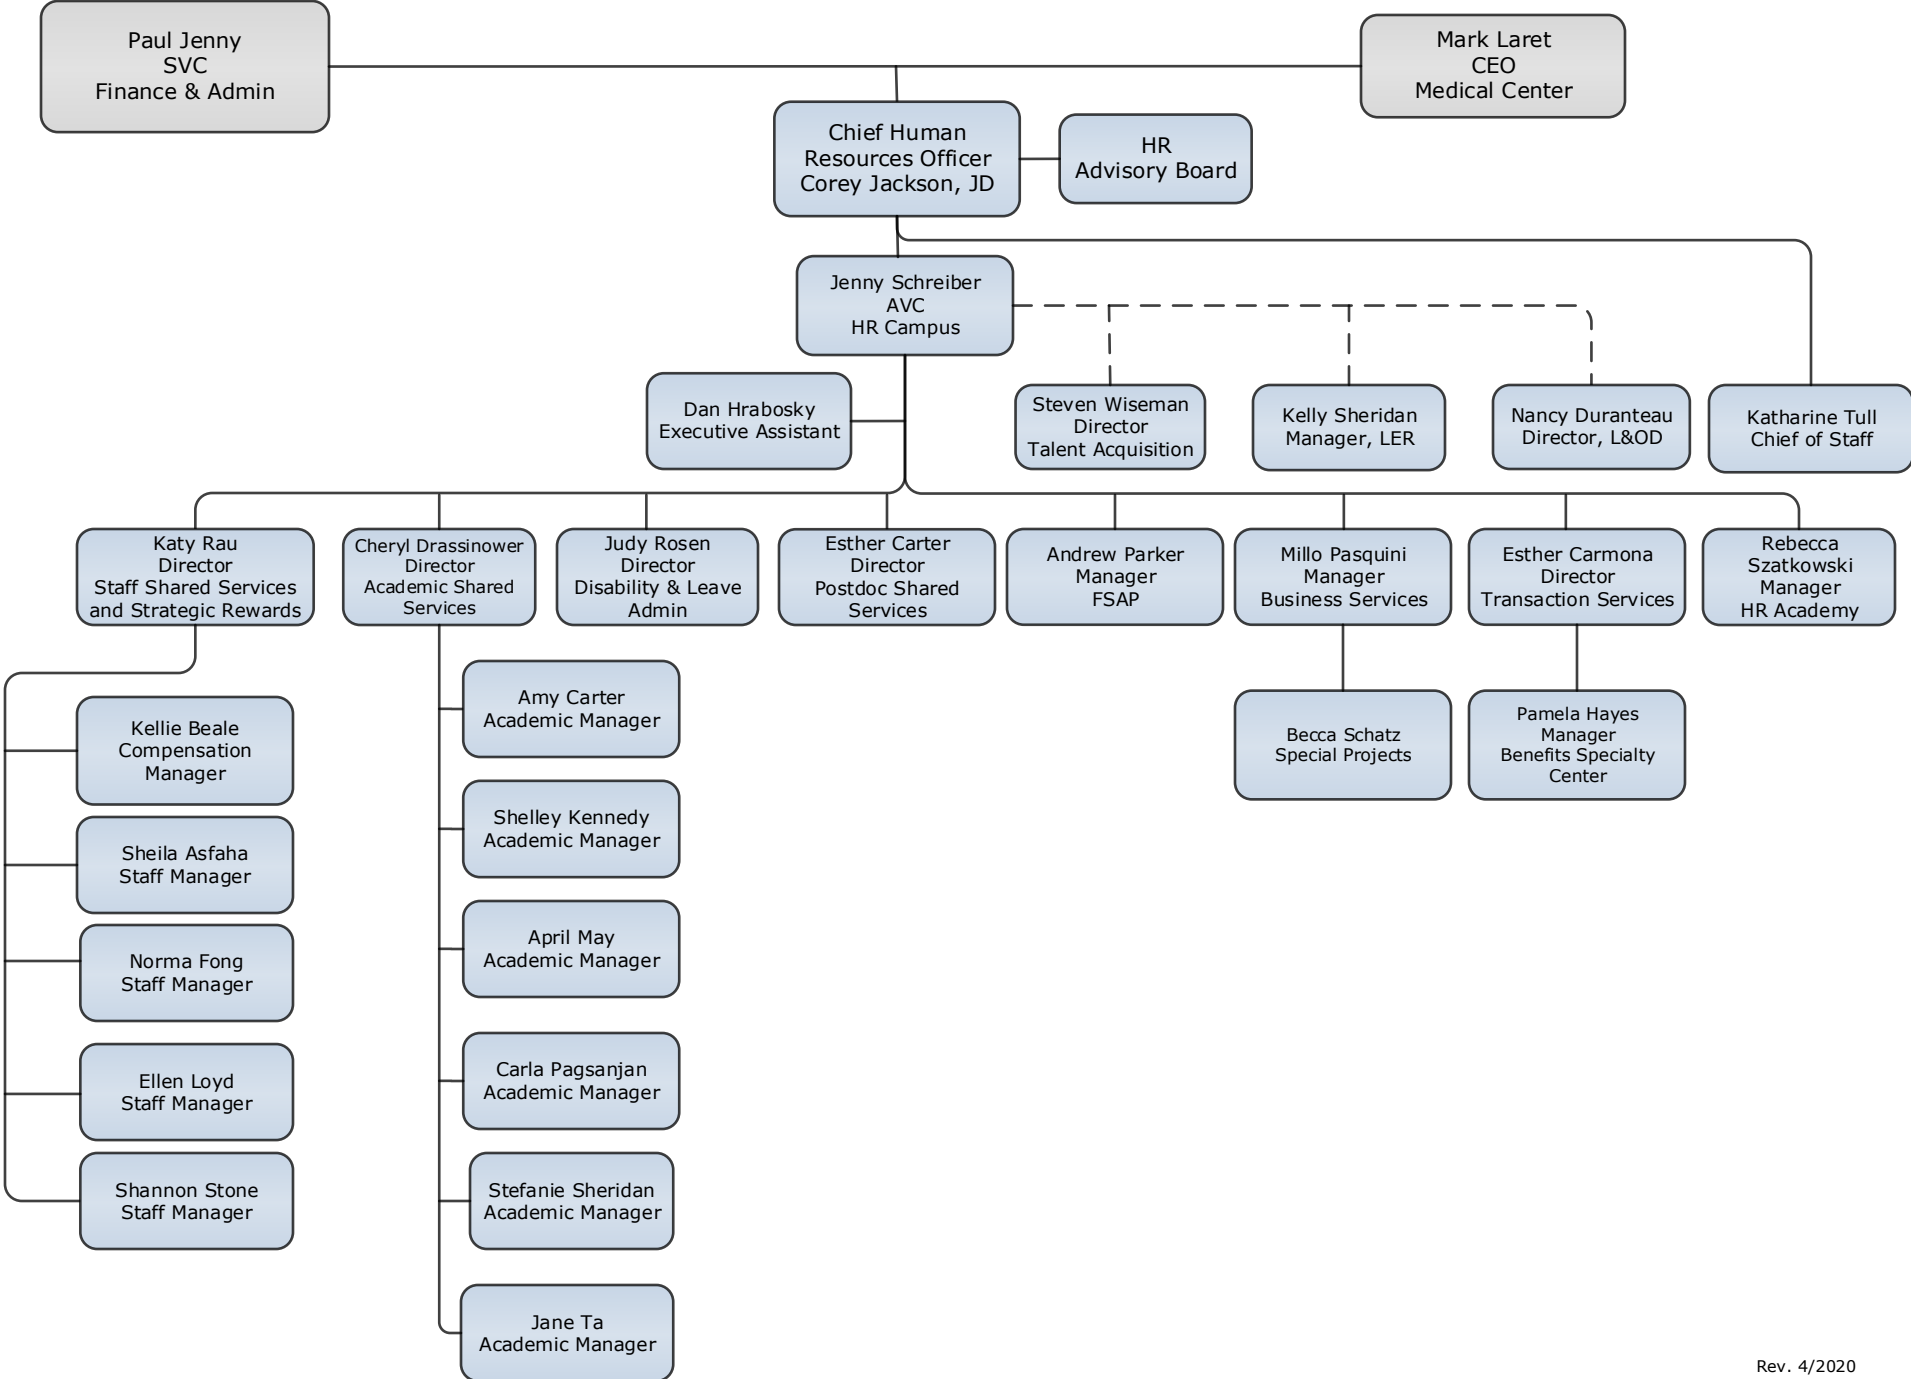 Paul Jenny
SVC
Finance & Admin
Mark Laret
CEO
Medical Center
Chief Human
Resources Officer
Corey Jackson, JD
HR
Advisory Board
Jenny Schreiber
AVC
HR Campus
Dan Hrabosky
Executive Assistant
Steven Wiseman
Director
Talent Acquisition
Kelly Sheridan
Manager, LER
Nancy Duranteau
Director, L&OD
Katharine Tull
Chief of Staff
Katy Rau
Director
Staff Shared Services
and Strategic Rewards
Cheryl Drassinower
Director
Academic Shared
Services
Judy Rosen
Director
Disability & Leave
Admin
Esther Carter
Director
Postdoc Shared
Services
Andrew Parker
Manager
FSAP
Millo Pasquini
Manager
Business Services
Esther Carmona
Director
Transaction Services
Rebecca
Szatkowski
Manager
HR Academy
Kellie Beale
Compensation
Manager
Sheila Asfaha
Staff Manager
Norma Fong
Staff Manager
Ellen Loyd
Staff Manager
Shannon Stone
Staff Manager
Amy Carter
Academic Manager
Shelley Kennedy
Academic Manager
April May
Academic Manager
Carla Pagsanjan
Academic Manager
Stefanie Sheridan
Academic Manager
Jane Ta
Academic Manager
Becca Schatz
Special Projects
Pamela Hayes
Manager
Benefits Specialty
Center
Rev. 4/2020